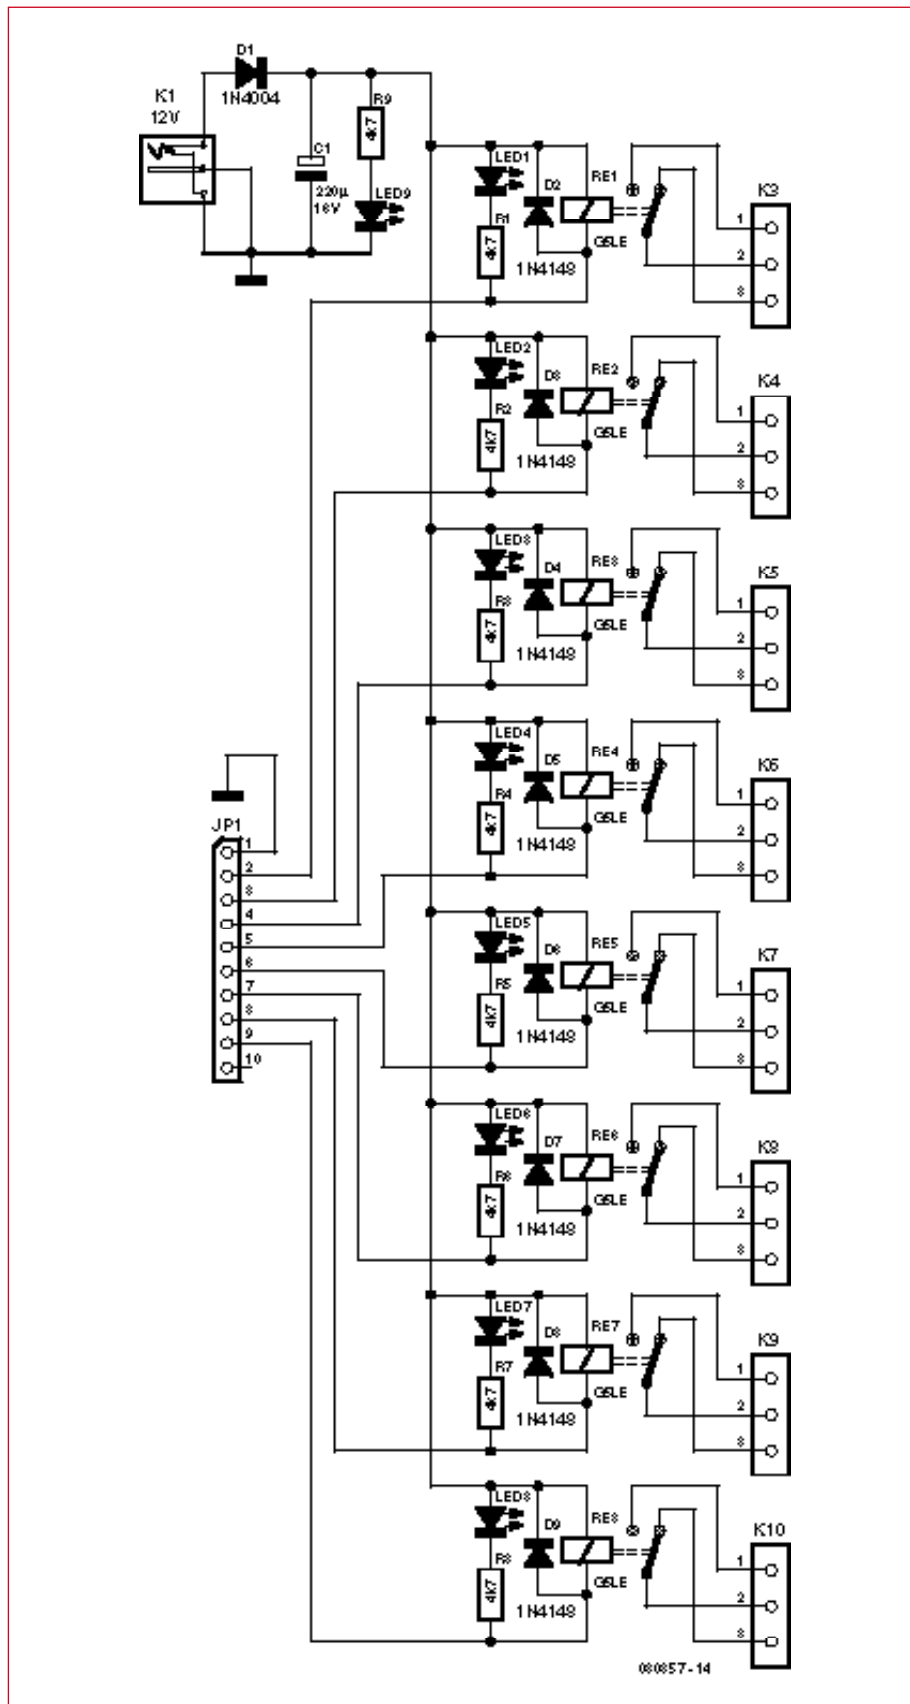 D1
1N4004
K1
12V
R9
4k7
C1
220µ
16V
LED9
LED1
D2
RE1
K3
R1
4k7
G5LE
1N4148
1
2
3
LED2
D3
RE2
K4
R2
4k7
G5LE
1N4148
1
2
3
LED3
D4
RE3
K5
R3
4k7
G5LE
1N4148
1
2
3
LED4
D5
RE4
K6
R4
4k7
G5LE
1N4148
1
2
3
JP1
1
2
3
4
5
6
7
8
9
10
LED5
D6
RE5
K7
R5
4k7
G5LE
1N4148
1
2
3
LED6
D7
RE6
K8
R6
4k7
G5LE
1N4148
1
2
3
LED7
D8
RE7
K9
R7
4k7
G5LE
1N4148
1
2
3
LED8
D9
RE8
K10
R8
4k7
G5LE
1N4148
1
2
3
080857-14